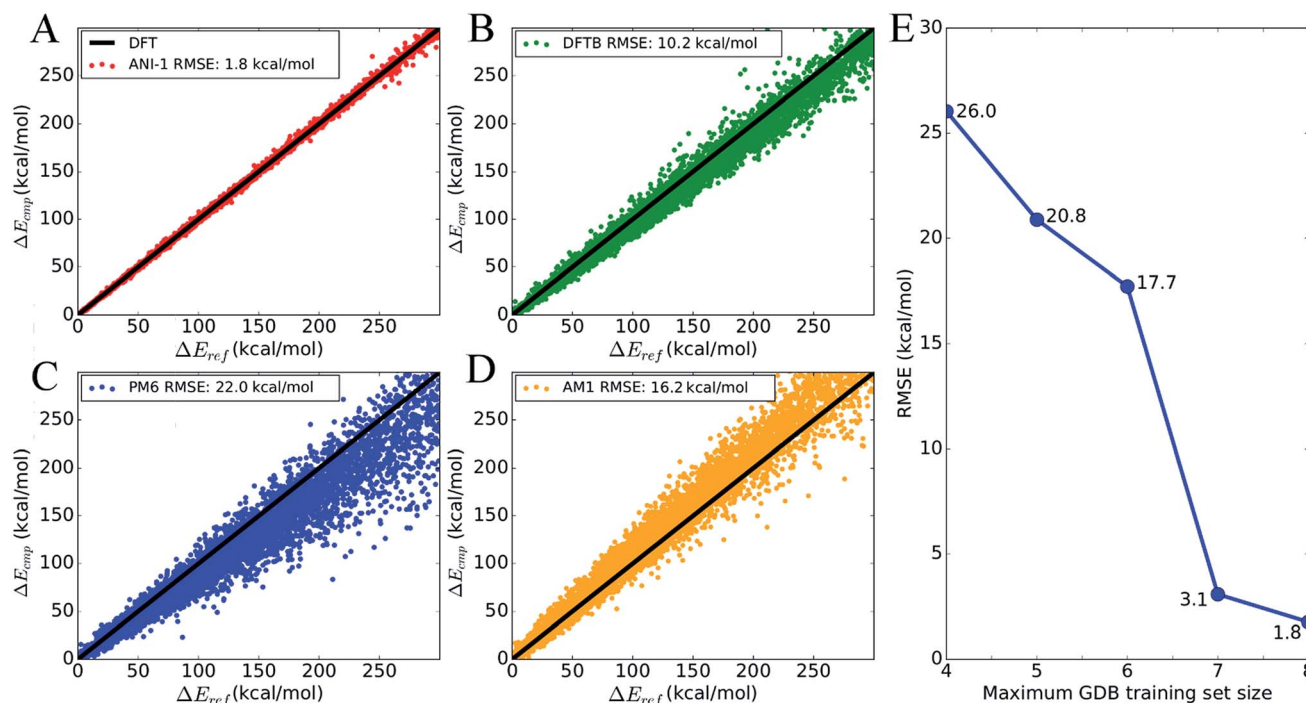 A
DFT
ANI-1 RMSE: 1.8 kcal/mol
ΔE_cmp (kcal/mol)
250
200
150
100
50
0
0 50 100 150 200 250
ΔE_ref (kcal/mol)
B
DFTB RMSE: 10.2 kcal/mol
ΔE_cmp (kcal/mol)
250
200
150
100
50
0
0 50 100 150 200 250
ΔE_ref (kcal/mol)
C
PM6 RMSE: 22.0 kcal/mol
ΔE_cmp (kcal/mol)
250
200
150
100
50
0
0 50 100 150 200 250
ΔE_ref (kcal/mol)
D
AM1 RMSE: 16.2 kcal/mol
ΔE_cmp (kcal/mol)
250
200
150
100
50
0
0 50 100 150 200 250
ΔE_ref (kcal/mol)
E
RMSE (kcal/mol)
30
25
20
15
10
5
0
26.0
20.8
17.7
3.1
1.8
4 5 6 7 8
Maximum GDB training set size